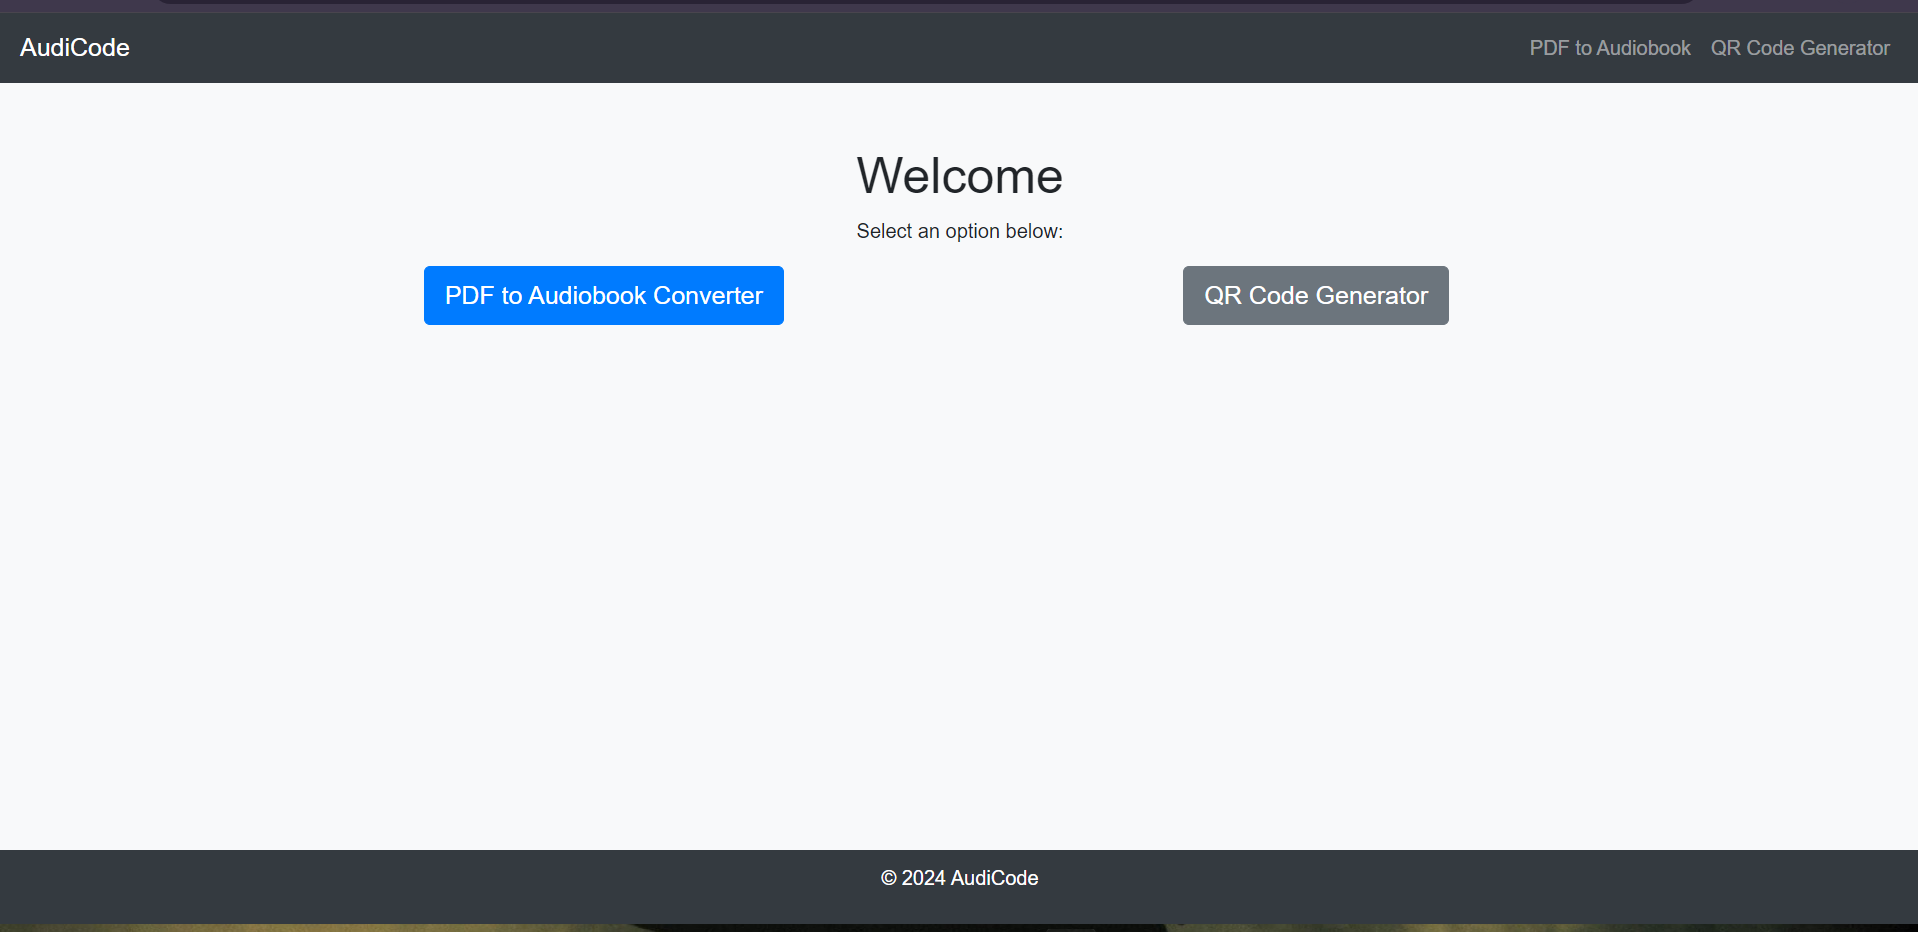 AudiCode
PDF to Audiobook QR Code Generator
Welcome
Select an option below:
PDF to Audiobook Converter
QR Code Generator
© 2024 AudiCode